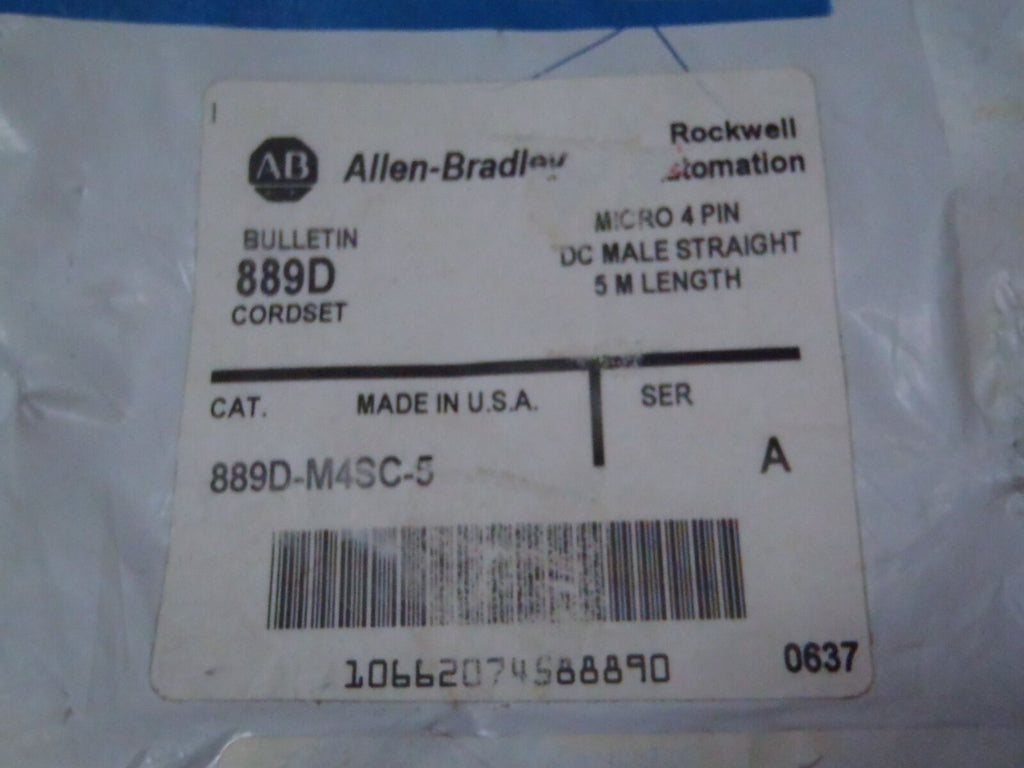 AB Allen-Bradley
Rockwell
Automation
BULLETIN
889D
CORDSET
MICRO 4 PIN
DC MALE STRAIGHT
5 M LENGTH
CAT. MADE IN U.S.A. SER
889D-M4SC-5 A
10662074588890
0637